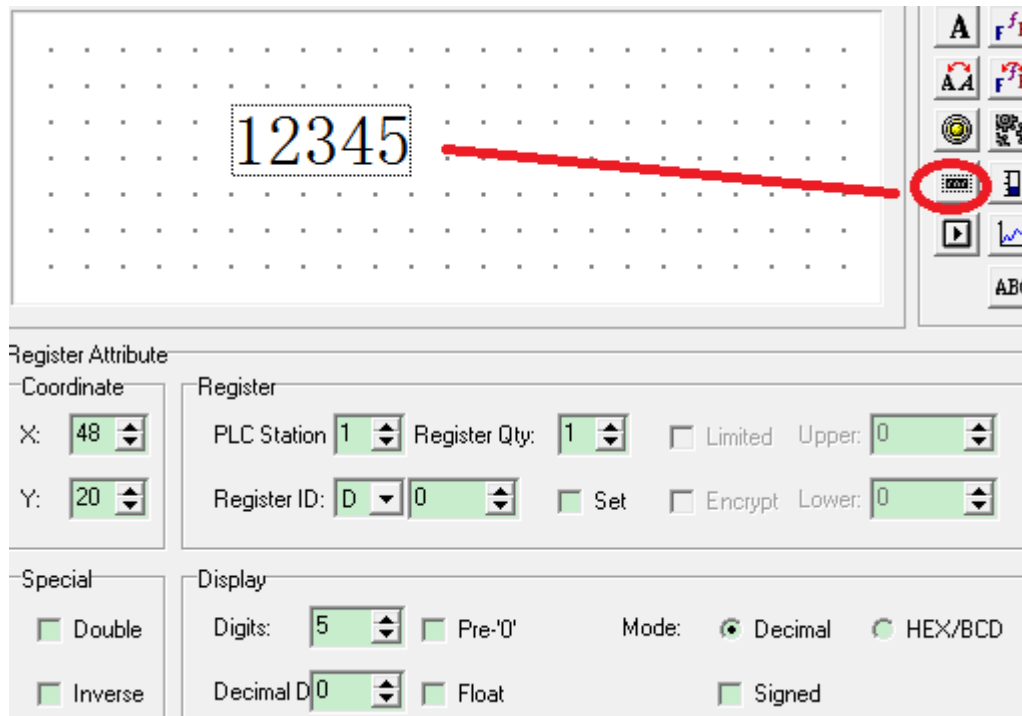 A
12345
ABC
Register Attribute
Coordinate
Register
X: 48
PLC Station 1 Register Qty: 1 Limited Upper: 0
Y: 20
Register ID: D 0 Set Encrypt Lower: 0
Special
Display
Double
Digits: 5 Pre-'0' Mode: Decimal HEX/BCD
Inverse
Decimal D 0 Float Signed